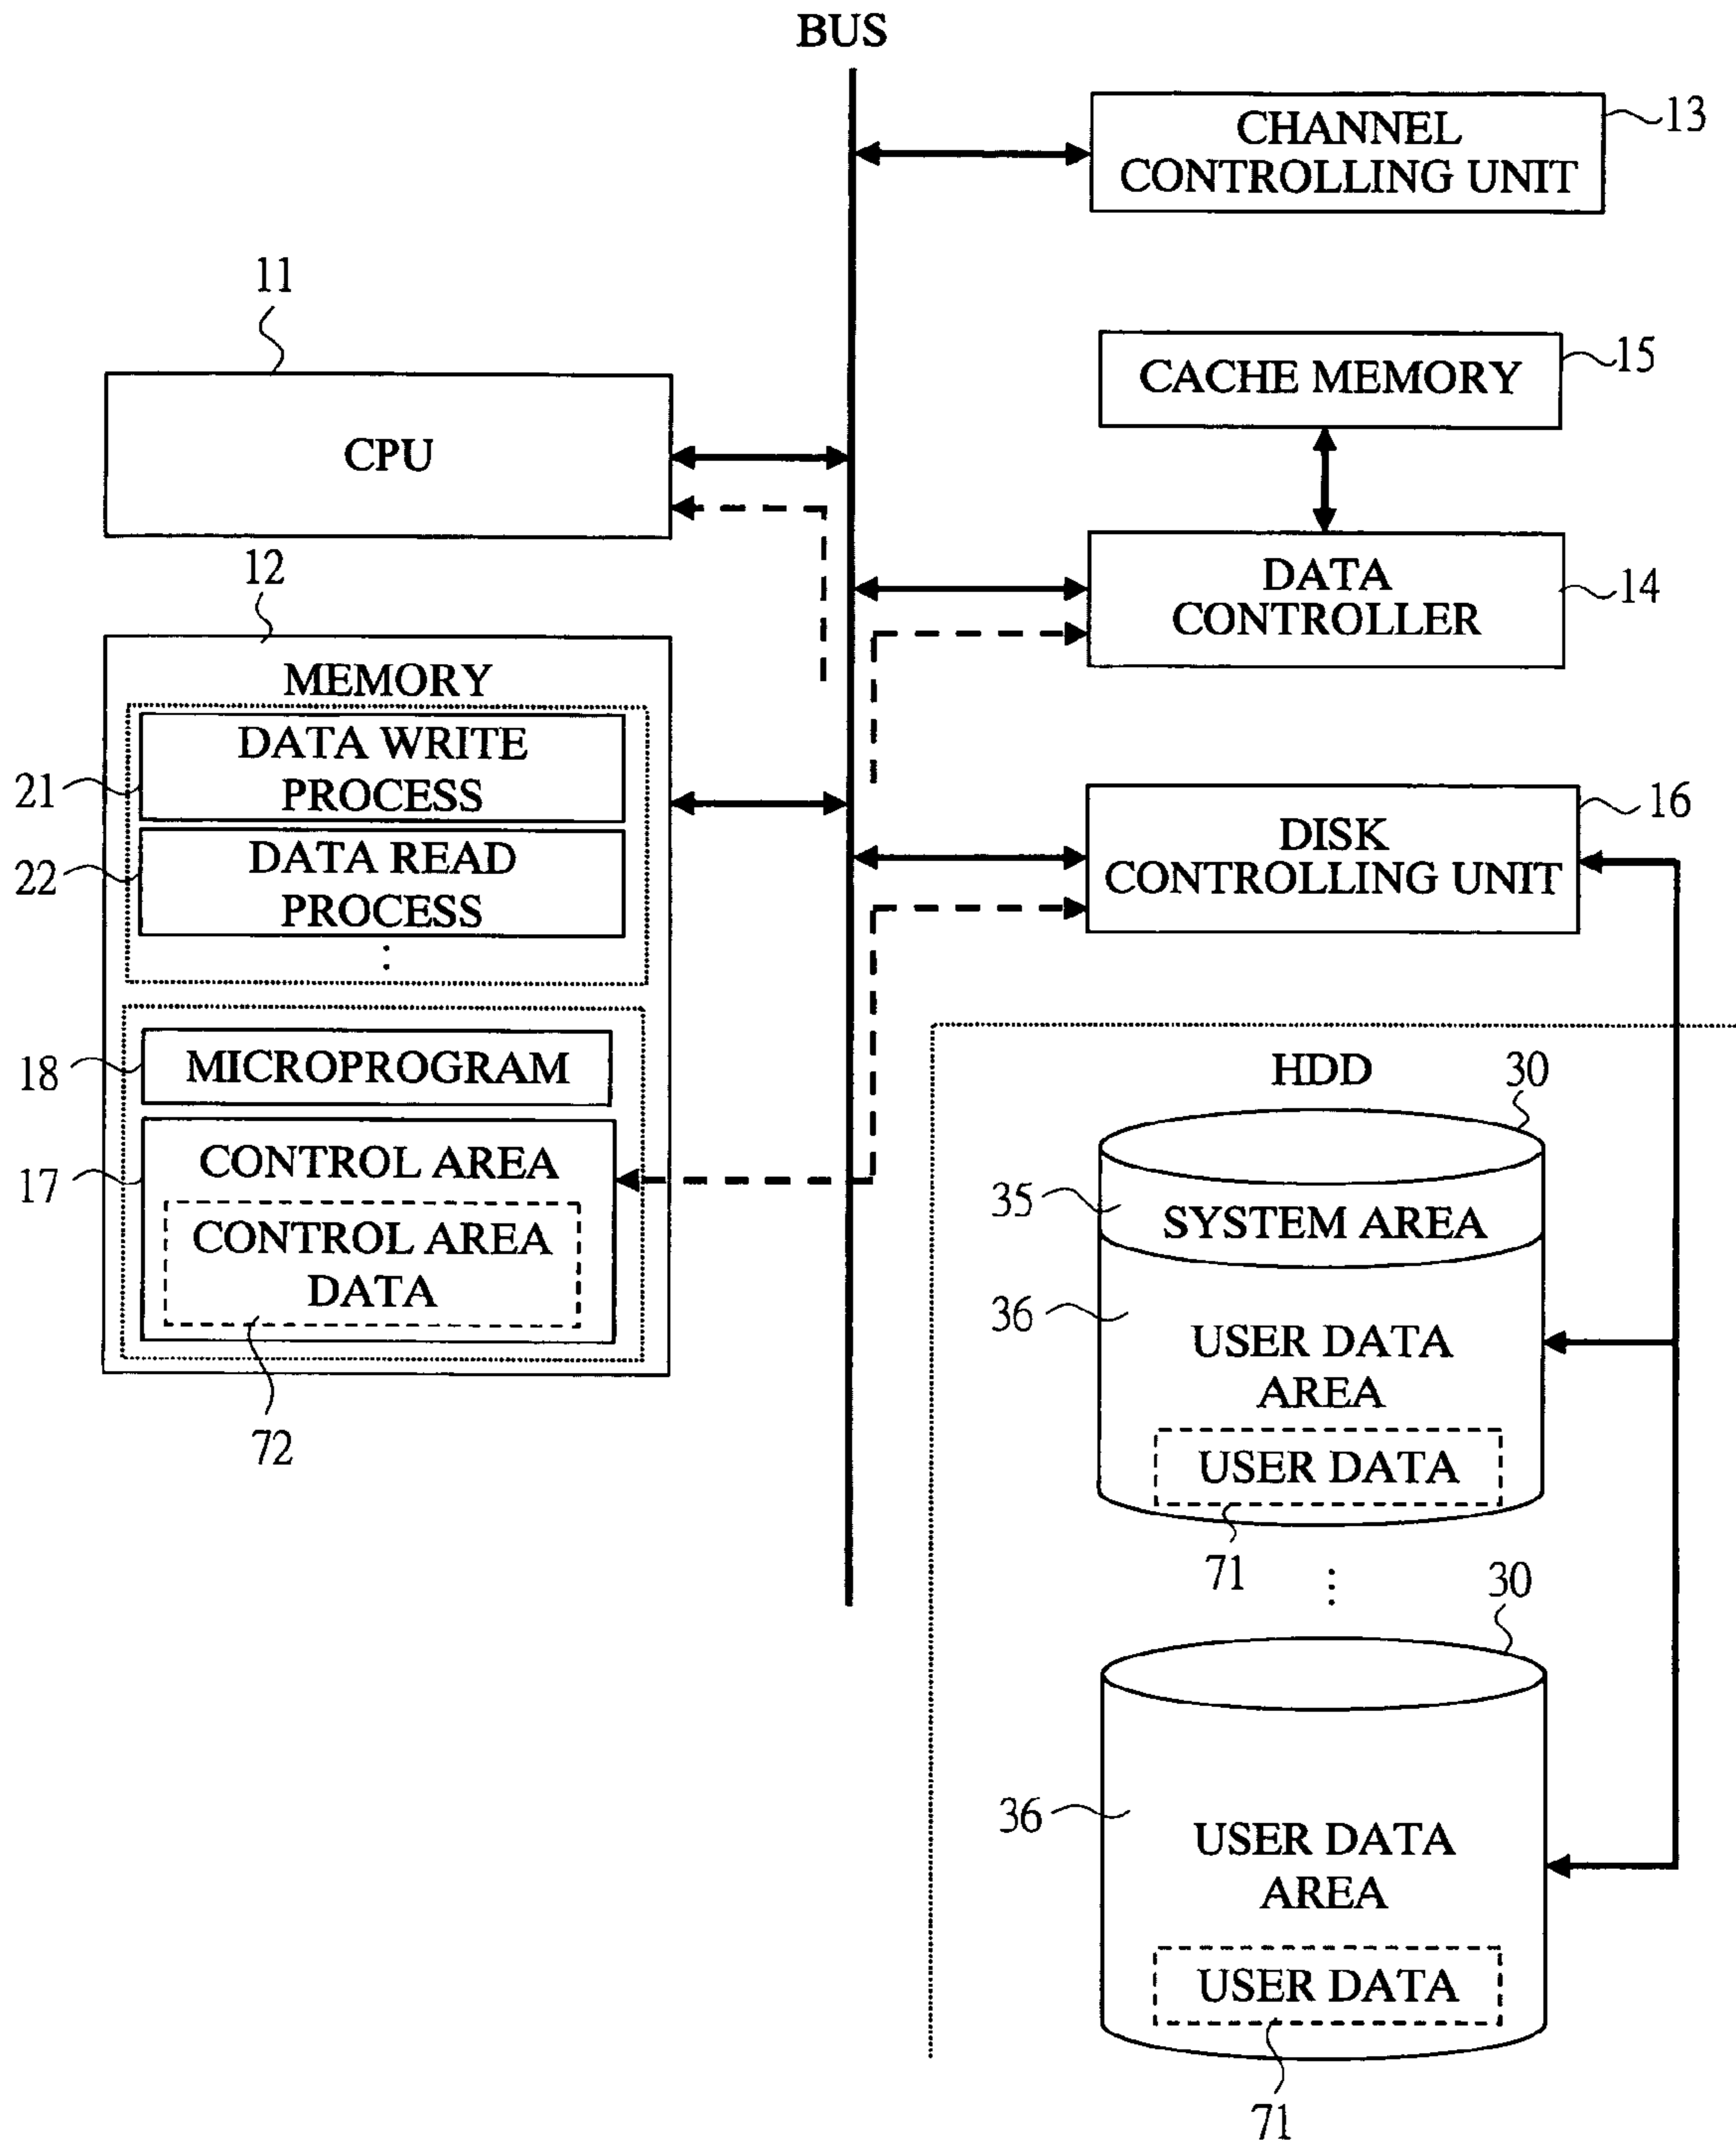 BUS
CHANNEL
CONTROLLING UNIT
13
11
CPU
CACHE MEMORY
15
DATA
CONTROLLER
14
12
MEMORY
DATA WRITE
PROCESS
21
DATA READ
PROCESS
22
⋮
DISK
CONTROLLING UNIT
16
MICROPROGRAM
18
CONTROL AREA
17
CONTROL AREA
DATA
72
HDD
30
35
SYSTEM AREA
36
USER DATA
AREA
USER DATA
71
⋮
30
36
USER DATA
AREA
USER DATA
71